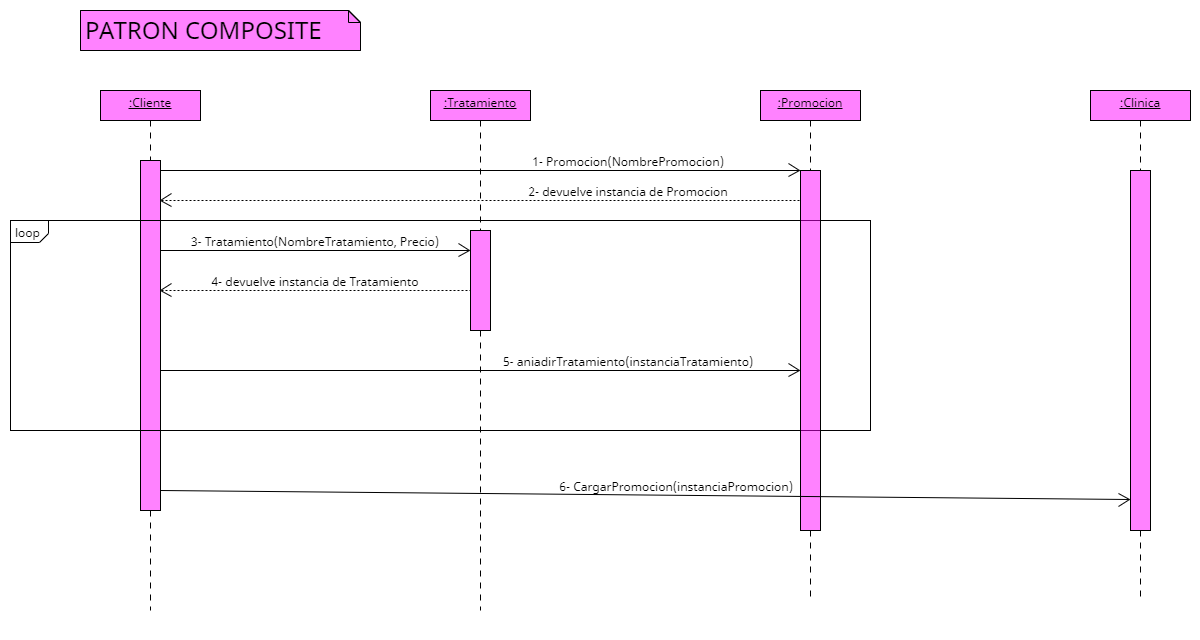 PATRON COMPOSITE
:Cliente
:Tratamiento
:Promocion
:Clinica
1- Promocion(NombrePromocion)
2- devuelve instancia de Promocion
loop
3- Tratamiento(NombreTratamiento, Precio)
4- devuelve instancia de Tratamiento
5- aniadirTratamiento(instanciaTratamiento)
6- CargarPromocion(instanciaPromocion)